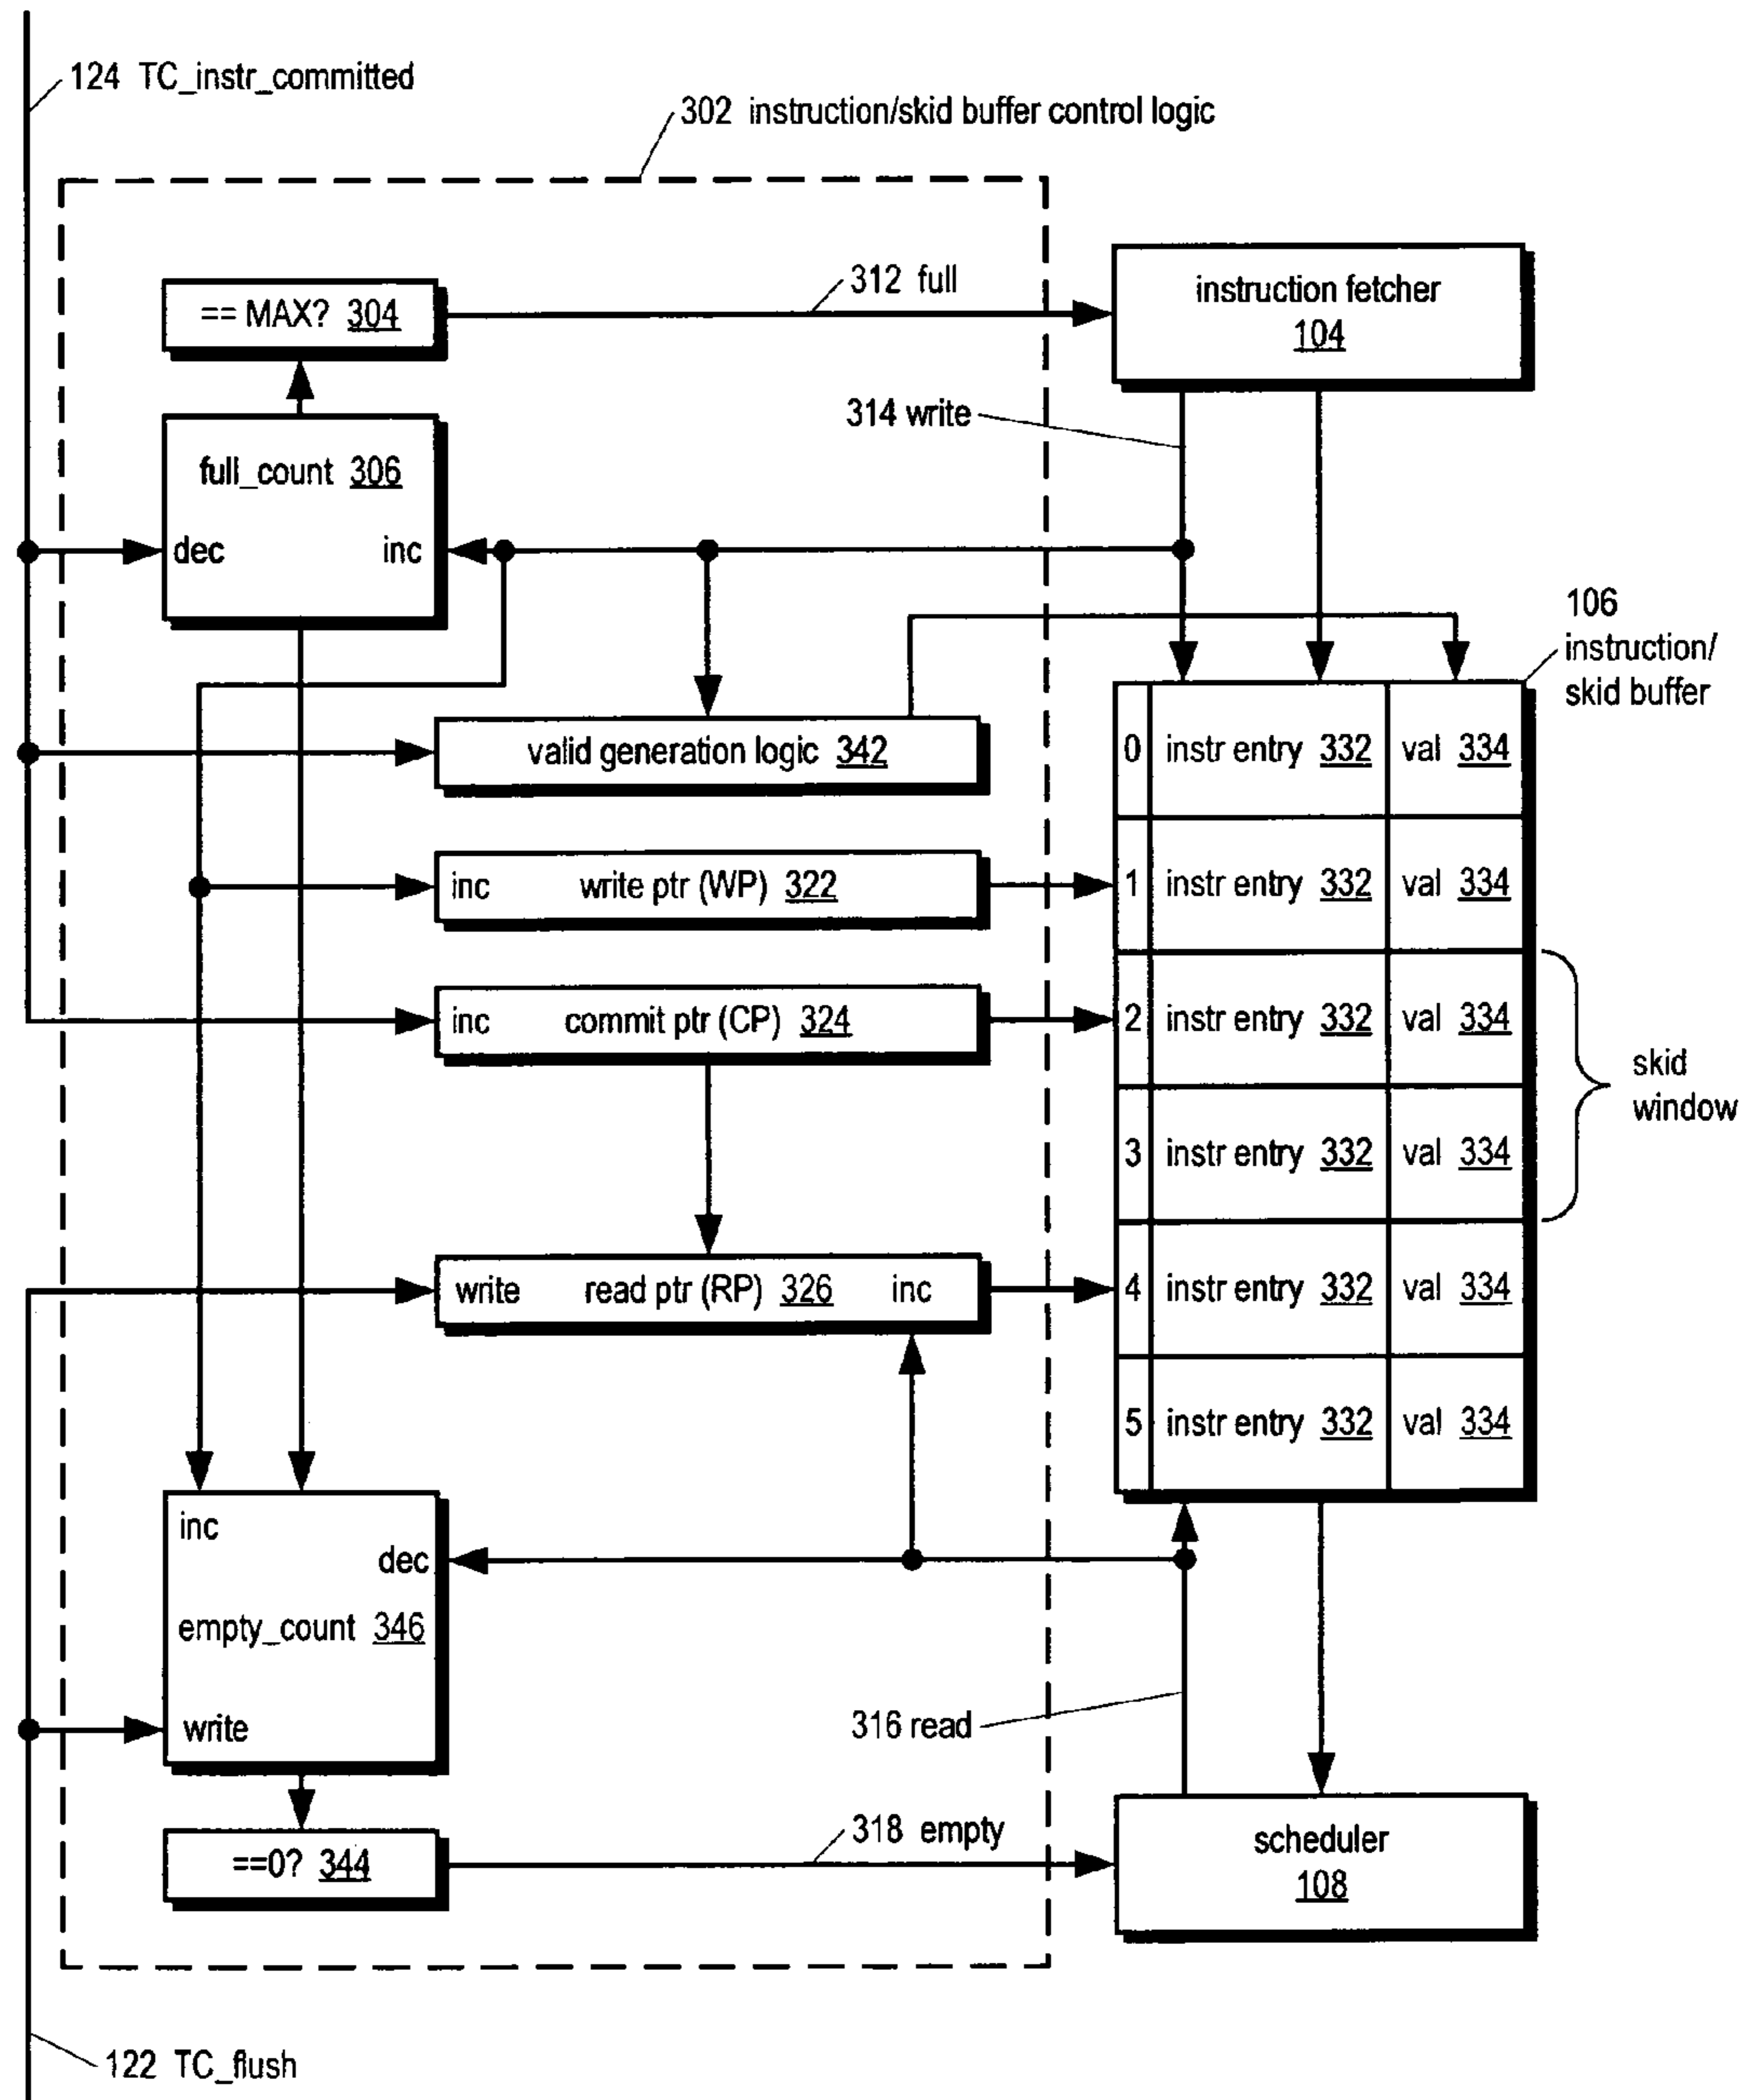 124 TC_instr_committed
302 instruction/skid buffer control logic
== MAX? 304
312 full
instruction fetcher
104
314 write
full_count 306
dec
inc
106
instruction/
skid buffer
valid generation logic 342
0 instr entry 332 val 334
inc write ptr (WP) 322
1 instr entry 332 val 334
inc commit ptr (CP) 324
2 instr entry 332 val 334
skid
window
3 instr entry 332 val 334
write read ptr (RP) 326 inc
4 instr entry 332 val 334
5 instr entry 332 val 334
inc
dec
empty_count 346
write
316 read
==0? 344
318 empty
scheduler
108
122 TC_flush